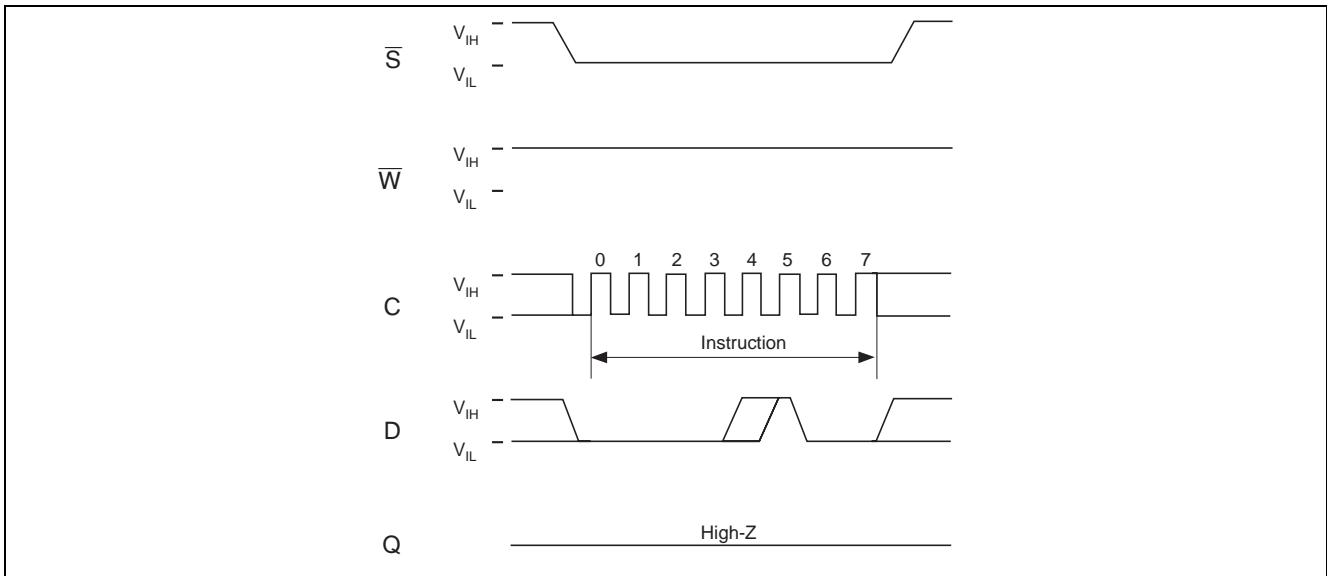 S̅
V_IH
V_IL
W̅
V_IH
V_IL
C
V_IH
V_IL
0 1 2 3 4 5 6 7
Instruction
D
V_IH
V_IL
Q
High-Z